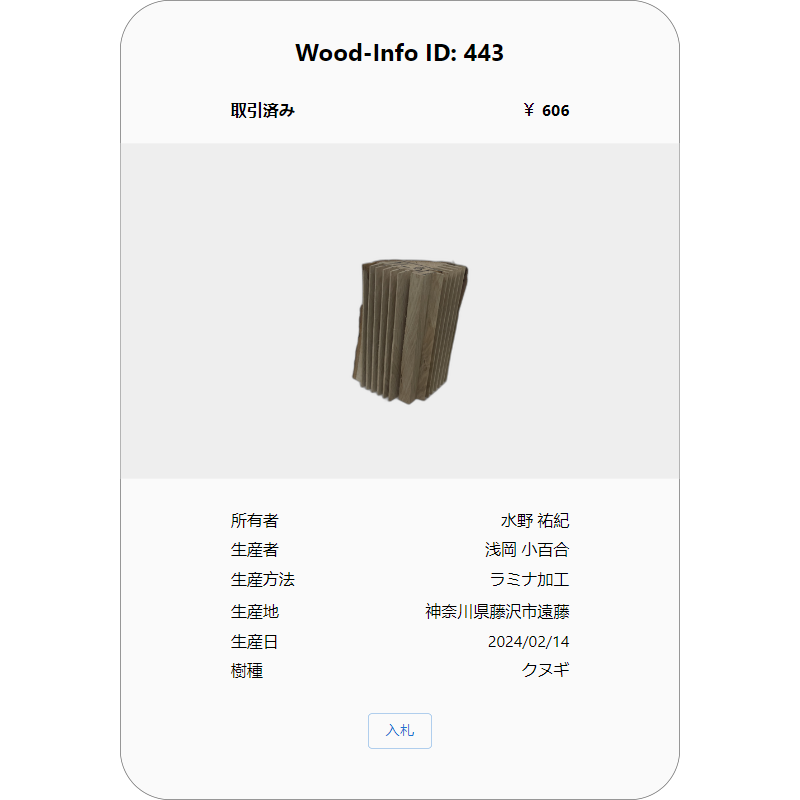 Wood-Info ID: 443
取引済み ￥ 606
所有者 水野 祐紀
生産者 浅岡 小百合
生産方法 ラミナ加工
生産地 神奈川県藤沢市遠藤
生産日 2024/02/14
樹種 クヌギ
入札